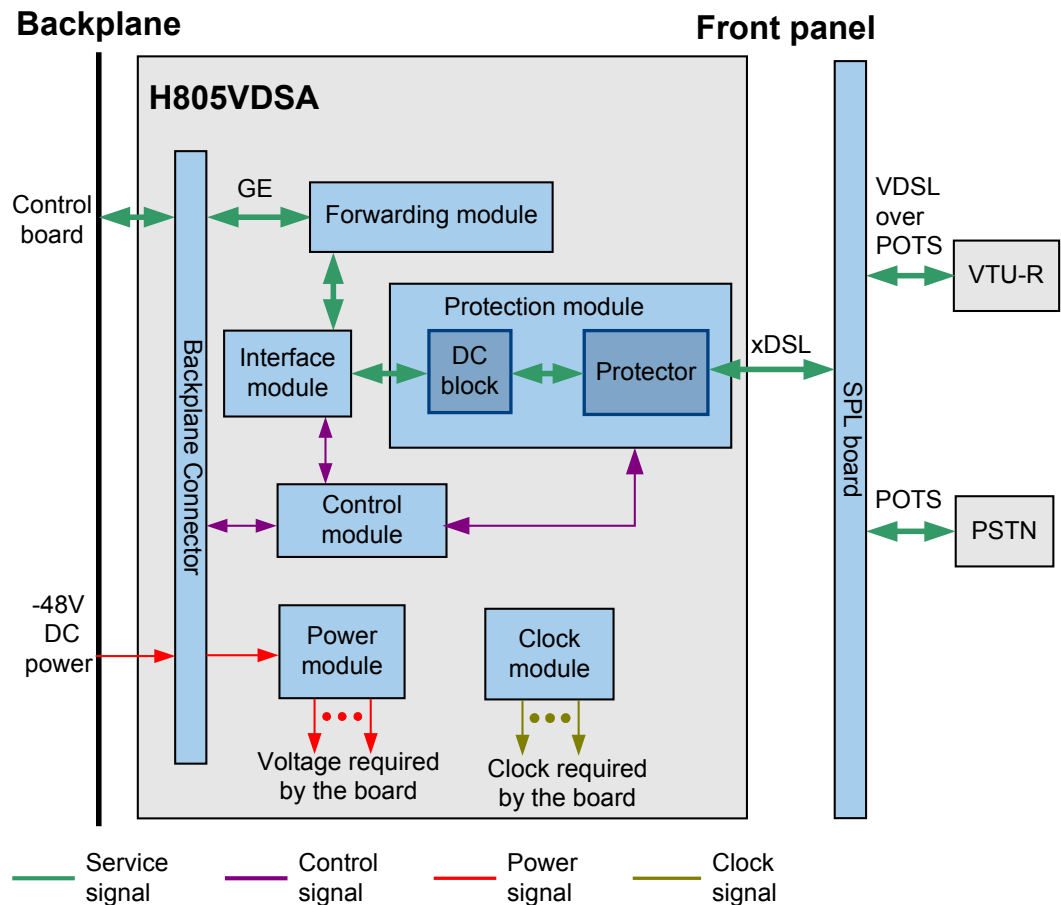 Backplane
Front panel
H805VDSA
Control
board
GE
Forwarding module
VDSL
over
POTS
VTU-R
Protection module
Interface
module
DC
block
Protector
xDSL
Backplane Connector
SPL board
Control
module
POTS
PSTN
-48V
DC
power
Power
module
Clock
module
Voltage required
by the board
Clock required
by the board
Service
signal
Control
signal
Power
signal
Clock
signal